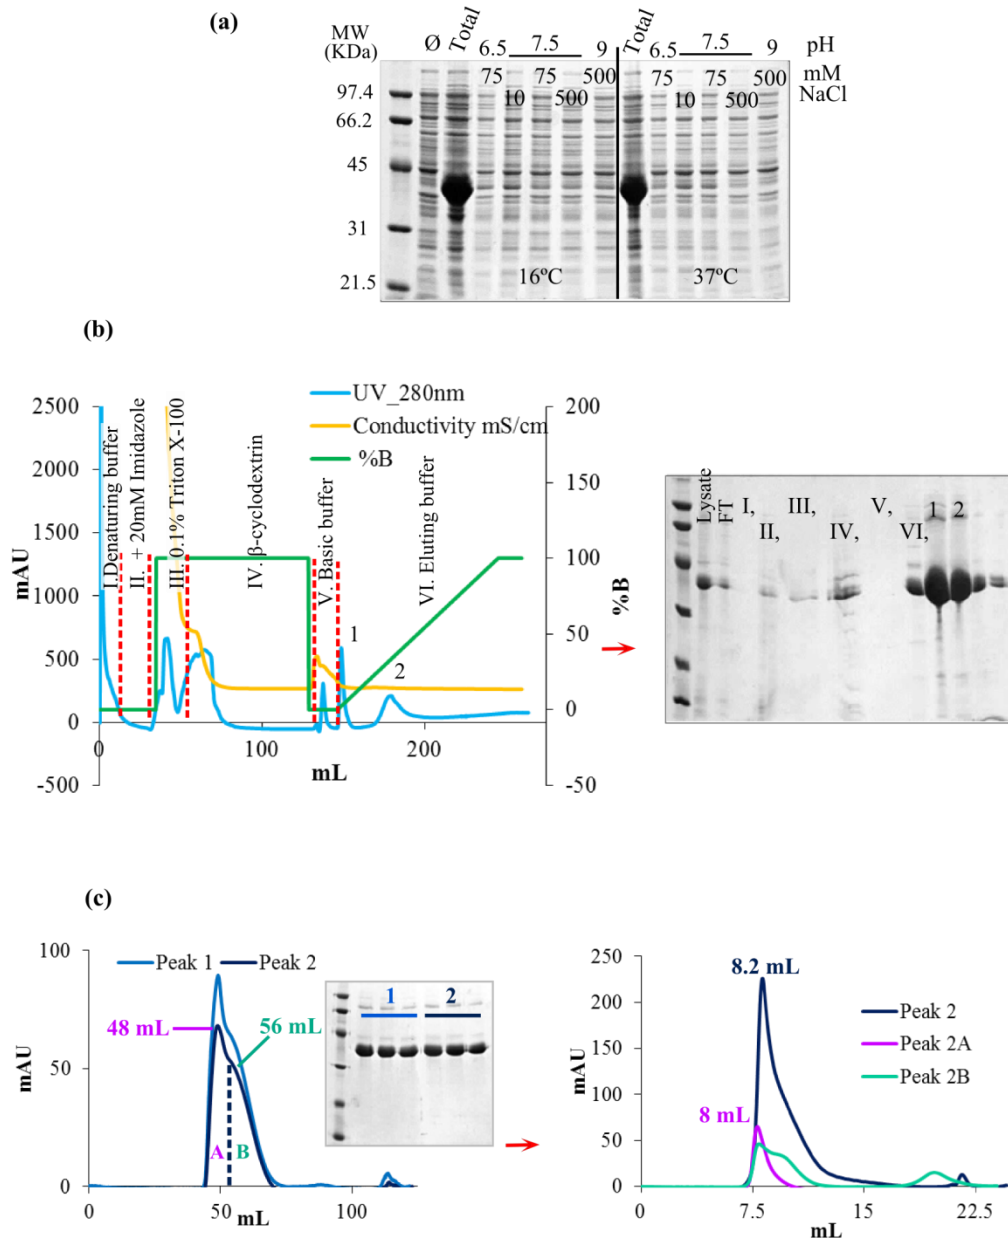 (a)
MW
(KDa)
Ø Total 6.5 7.5 9 Total 6.5 7.5 9 pH
75 75 500 75 75 500 mM
10 500 10 500 NaCl
97.4
66.2
45
31
21.5
16ºC 37ºC
(b)
UV_280nm
Conductivity mS/cm
%B
2500
2000
1500
1000
500
0
-500
mAU
200
150
100
50
0
-50
%B
I.Denaturing buffer
II. + 20mM Imidazole
III.0.1% Triton X-100
IV. β-cyclodextrin
V. Basic buffer
VI. Eluting buffer
1
2
0 100 200
mL
Lysate
FT
I,
II,
III,
IV,
V,
VI,
1 2
(c)
Peak 1 Peak 2
100
50
0
mAU
48 mL
56 mL
A B
0 50 100
mL
1 2
250
200
150
100
50
0
mAU
8.2 mL
8 mL
Peak 2
Peak 2A
Peak 2B
0 7.5 15 22.5
mL